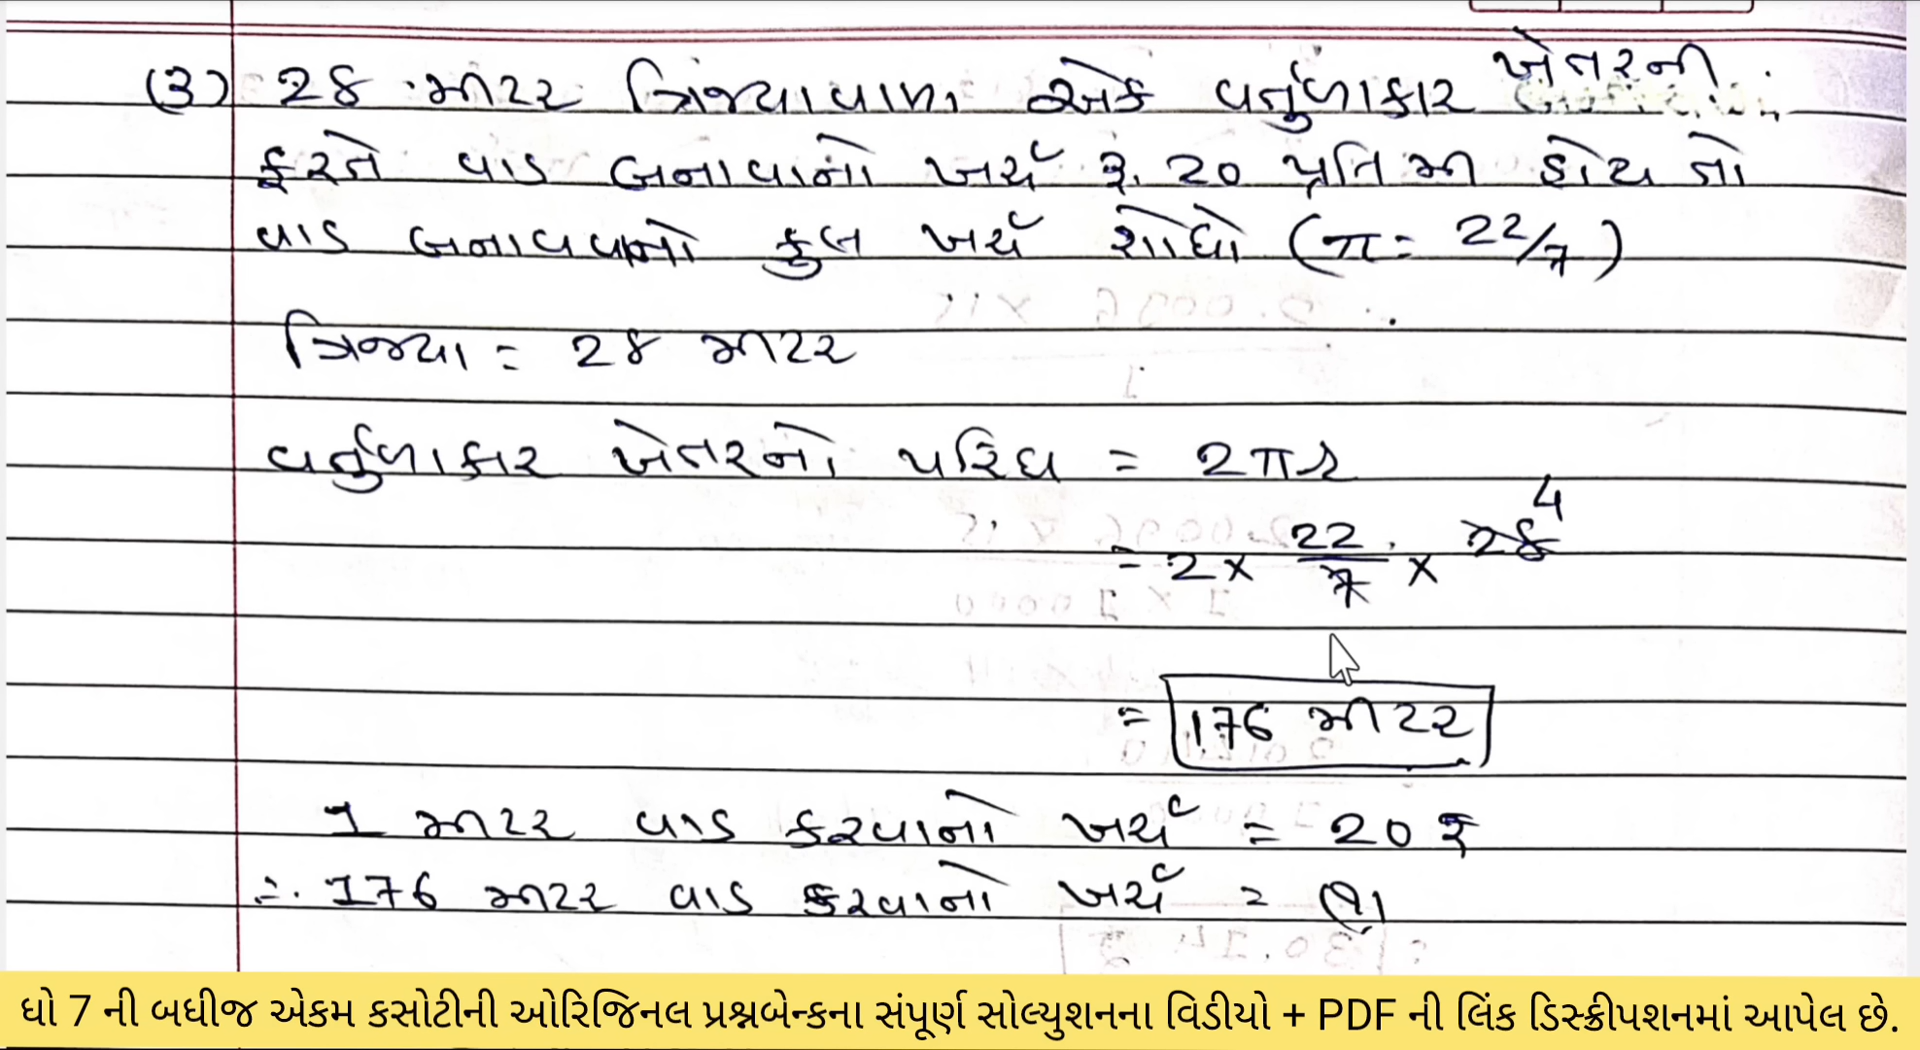 (૩) 28 મીટર ત્રિજ્યાવાળા એક વર્તુળાકાર ખેતરની
ફરતે વાડ બનાવાનો ખર્ચ રૂ. 20 પ્રતિ મી હોય તો
વાડ બનાવવાનો કુલ ખર્ચ શોધો (π = 22/7)
ત્રિજ્યા = 28 મીટર
વર્તુળાકાર ખેતરનો પરિઘ = 2πr
4
= 2 × 22/7 × 28
= 176 મીટર
1 મીટર વાડ કરવાનો ખર્ચ = 20 રૂ
∴ 176 મીટર વાડ કરવાનો ખર્ચ = (?)
ધો 7 ની બધીજ એકમ કસોટીની ઓરિજિનલ પ્રશ્નબેન્કના સંપૂર્ણ સોલ્યુશનના વિડીયો + PDF ની લિંક ડિસ્ક્રીપશનમાં આપેલ છે.